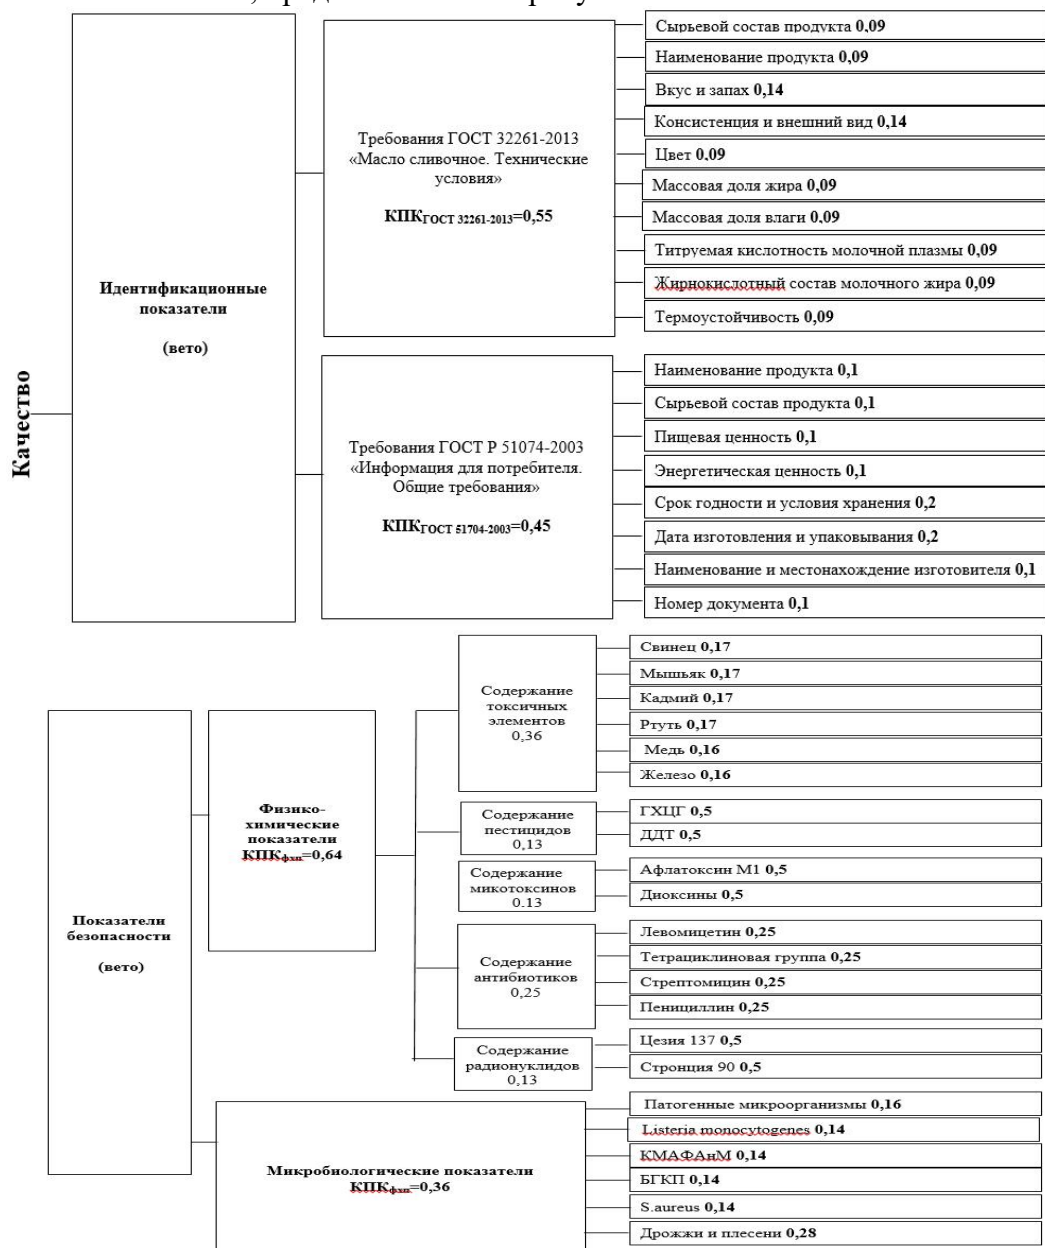 Сырьевой состав продукта 0,09
Наименование продукта 0,09
Вкус и запах 0,14
Консистенция и внешний вид 0,14
Цвет 0,09
Массовая доля жира 0,09
Массовая доля влаги 0,09
Титруемая кислотность молочной плазмы 0,09
Жирнокислотный состав молочного жира 0,09
Термоустойчивость 0,09
Требования ГОСТ 32261-2013
«Масло сливочное. Технические
условия»
КПКГОСТ 32261-2013=0,55
Идентификационные
показатели
(вето)
Качество
Требования ГОСТ Р 51074-2003
«Информация для потребителя.
Общие требования»
КПКГОСТ 51704-2003=0,45
Наименование продукта 0,1
Сырьевой состав продукта 0,1
Пищевая ценность 0,1
Энергетическая ценность 0,1
Срок годности и условия хранения 0,2
Дата изготовления и упаковывания 0,2
Наименование и местонахождение изготовителя 0,1
Номер документа 0,1
Показатели
безопасности
(вето)
Физико-
химические
показатели
КПКфхп=0,64
Содержание
токсичных
элементов
0,36
Свинец 0,17
Мышьяк 0,17
Кадмий 0,17
Ртуть 0,17
Медь 0,16
Железо 0,16
Содержание
пестицидов
0,13
ГХЦГ 0,5
ДДТ 0,5
Содержание
микотоксинов
0.13
Афлатоксин М1 0,5
Диоксины 0,5
Содержание
антибиотиков
0,25
Левомицетин 0,25
Тетрациклиновая группа 0,25
Стрептомицин 0,25
Пенициллин 0,25
Содержание
радионуклидов
0,13
Цезия 137 0,5
Стронция 90 0,5
Микробиологические показатели
КПКфхп=0,36
Патогенные микроорганизмы 0,16
Listeria monocytogenes 0,14
КМАФАнМ 0,14
БГКП 0,14
S.aureus 0,14
Дрожжи и плесени 0,28